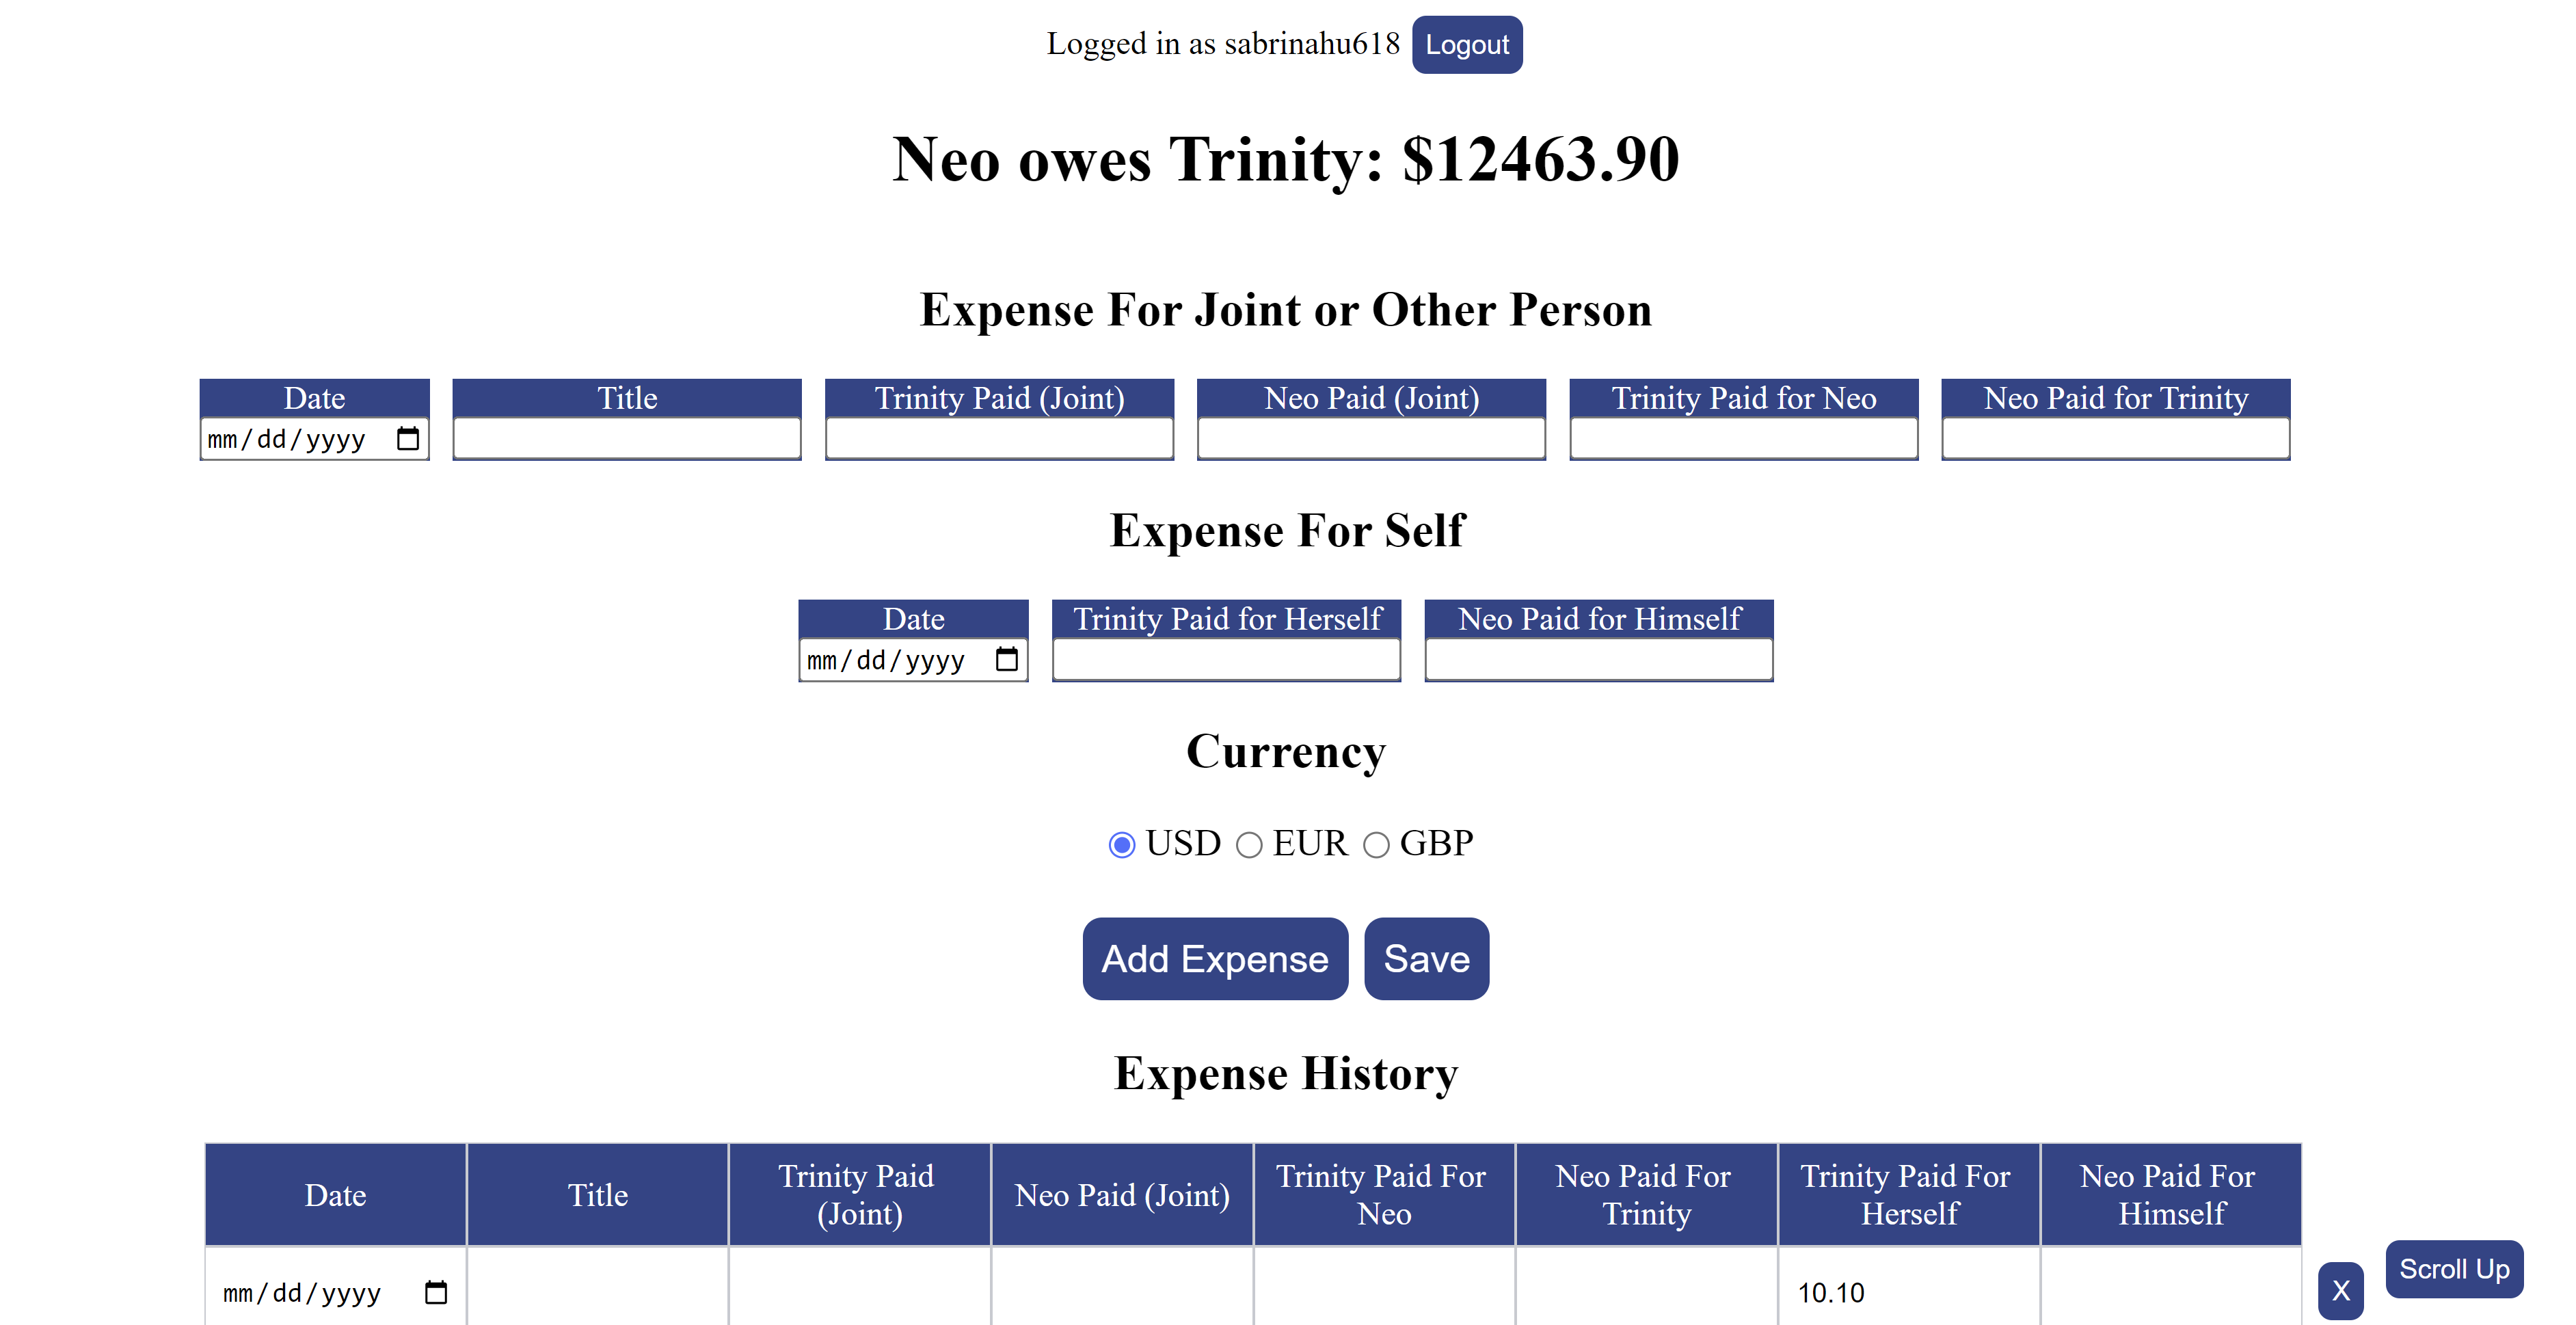 Logged in as sabrinahu618 Logout
Neo owes Trinity: $12463.90
Expense For Joint or Other Person
Date Title Trinity Paid (Joint) Neo Paid (Joint) Trinity Paid for Neo Neo Paid for Trinity
mm/dd/yyyy
Expense For Self
Date Trinity Paid for Herself Neo Paid for Himself
mm/dd/yyyy
Currency
USD EUR GBP
Add Expense Save
Expense History
Date Title Trinity Paid (Joint) Neo Paid (Joint) Trinity Paid For Neo Neo Paid For Trinity Trinity Paid For Herself Neo Paid For Himself
mm/dd/yyyy 10.10 X Scroll Up